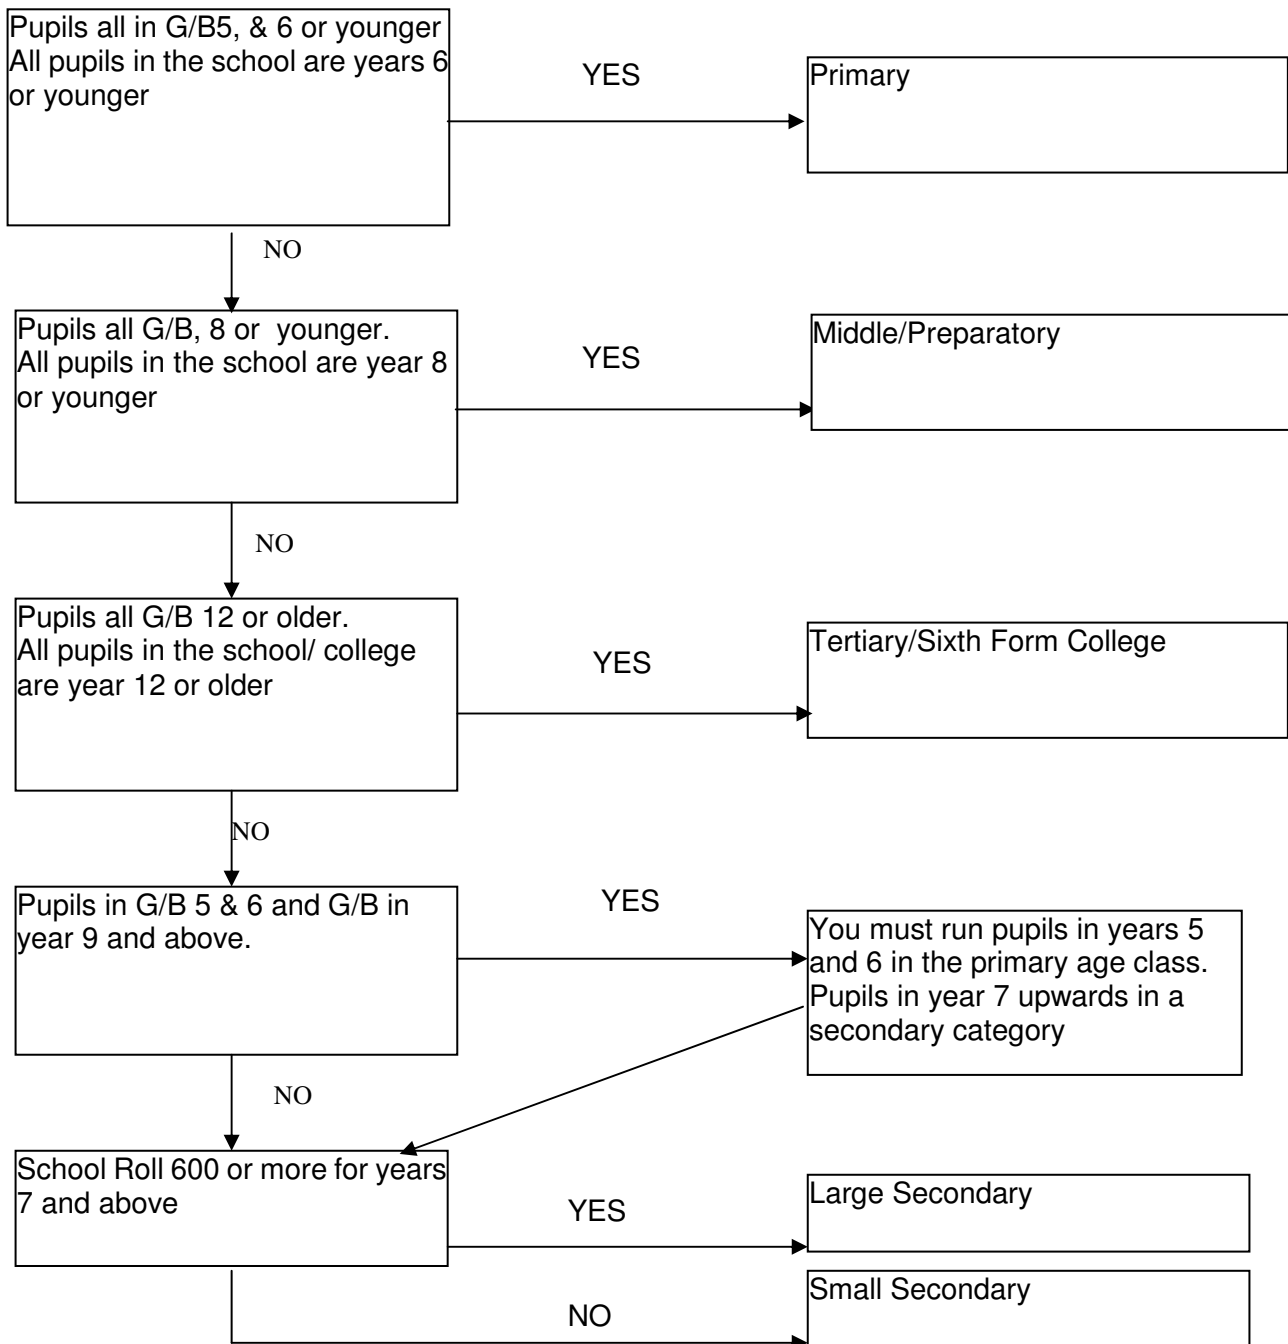 Pupils all in G/B5, & 6 or younger
All pupils in the school are years 6
or younger
YES
Primary
NO
Pupils all G/B, 8 or younger.
All pupils in the school are year 8
or younger
YES
Middle/Preparatory
NO
Pupils all G/B 12 or older.
All pupils in the school/ college
are year 12 or older
YES
Tertiary/Sixth Form College
NO
Pupils in G/B 5 & 6 and G/B in
year 9 and above.
YES
You must run pupils in years 5
and 6 in the primary age class.
Pupils in year 7 upwards in a
secondary category
NO
School Roll 600 or more for years
7 and above
YES
Large Secondary
NO
Small Secondary